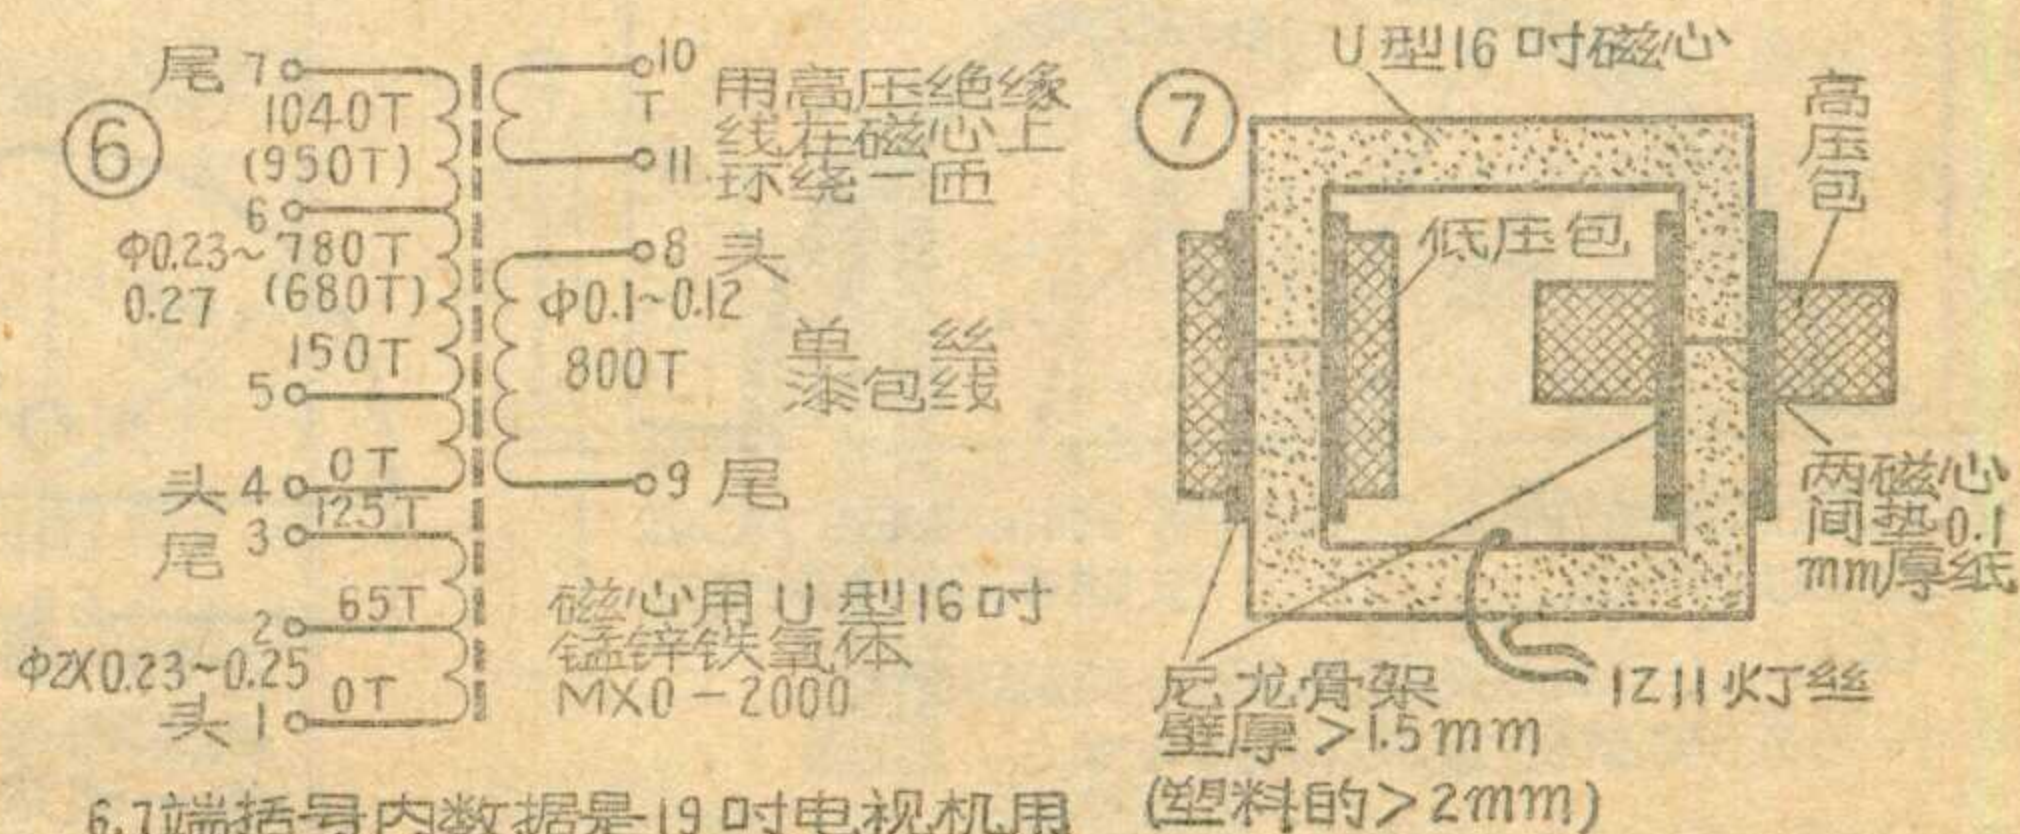 ⑥
尾 7
1040T
(950T)
6
Φ0.23~
0.27
780T
(680T)
150T
5
0T
头 4
125T
尾 3
65T
2
Φ2X0.23~0.25
0T
头 1
10
T
11
用高压绝缘
线在磁心上
环绕一匝
8 头
Φ0.1~0.12
800T
单 丝
漆包线
9 尾
磁心用U型16吋
锰锌铁氧体
MX0-2000
6.7端括号内数据是19吋电视机用
⑦
U型16吋磁心
高压包
低压包
两磁心
间垫0.1
mm厚纸
尼龙骨架
壁厚>1.5mm
(塑料的>2mm)
1Z11灯丝